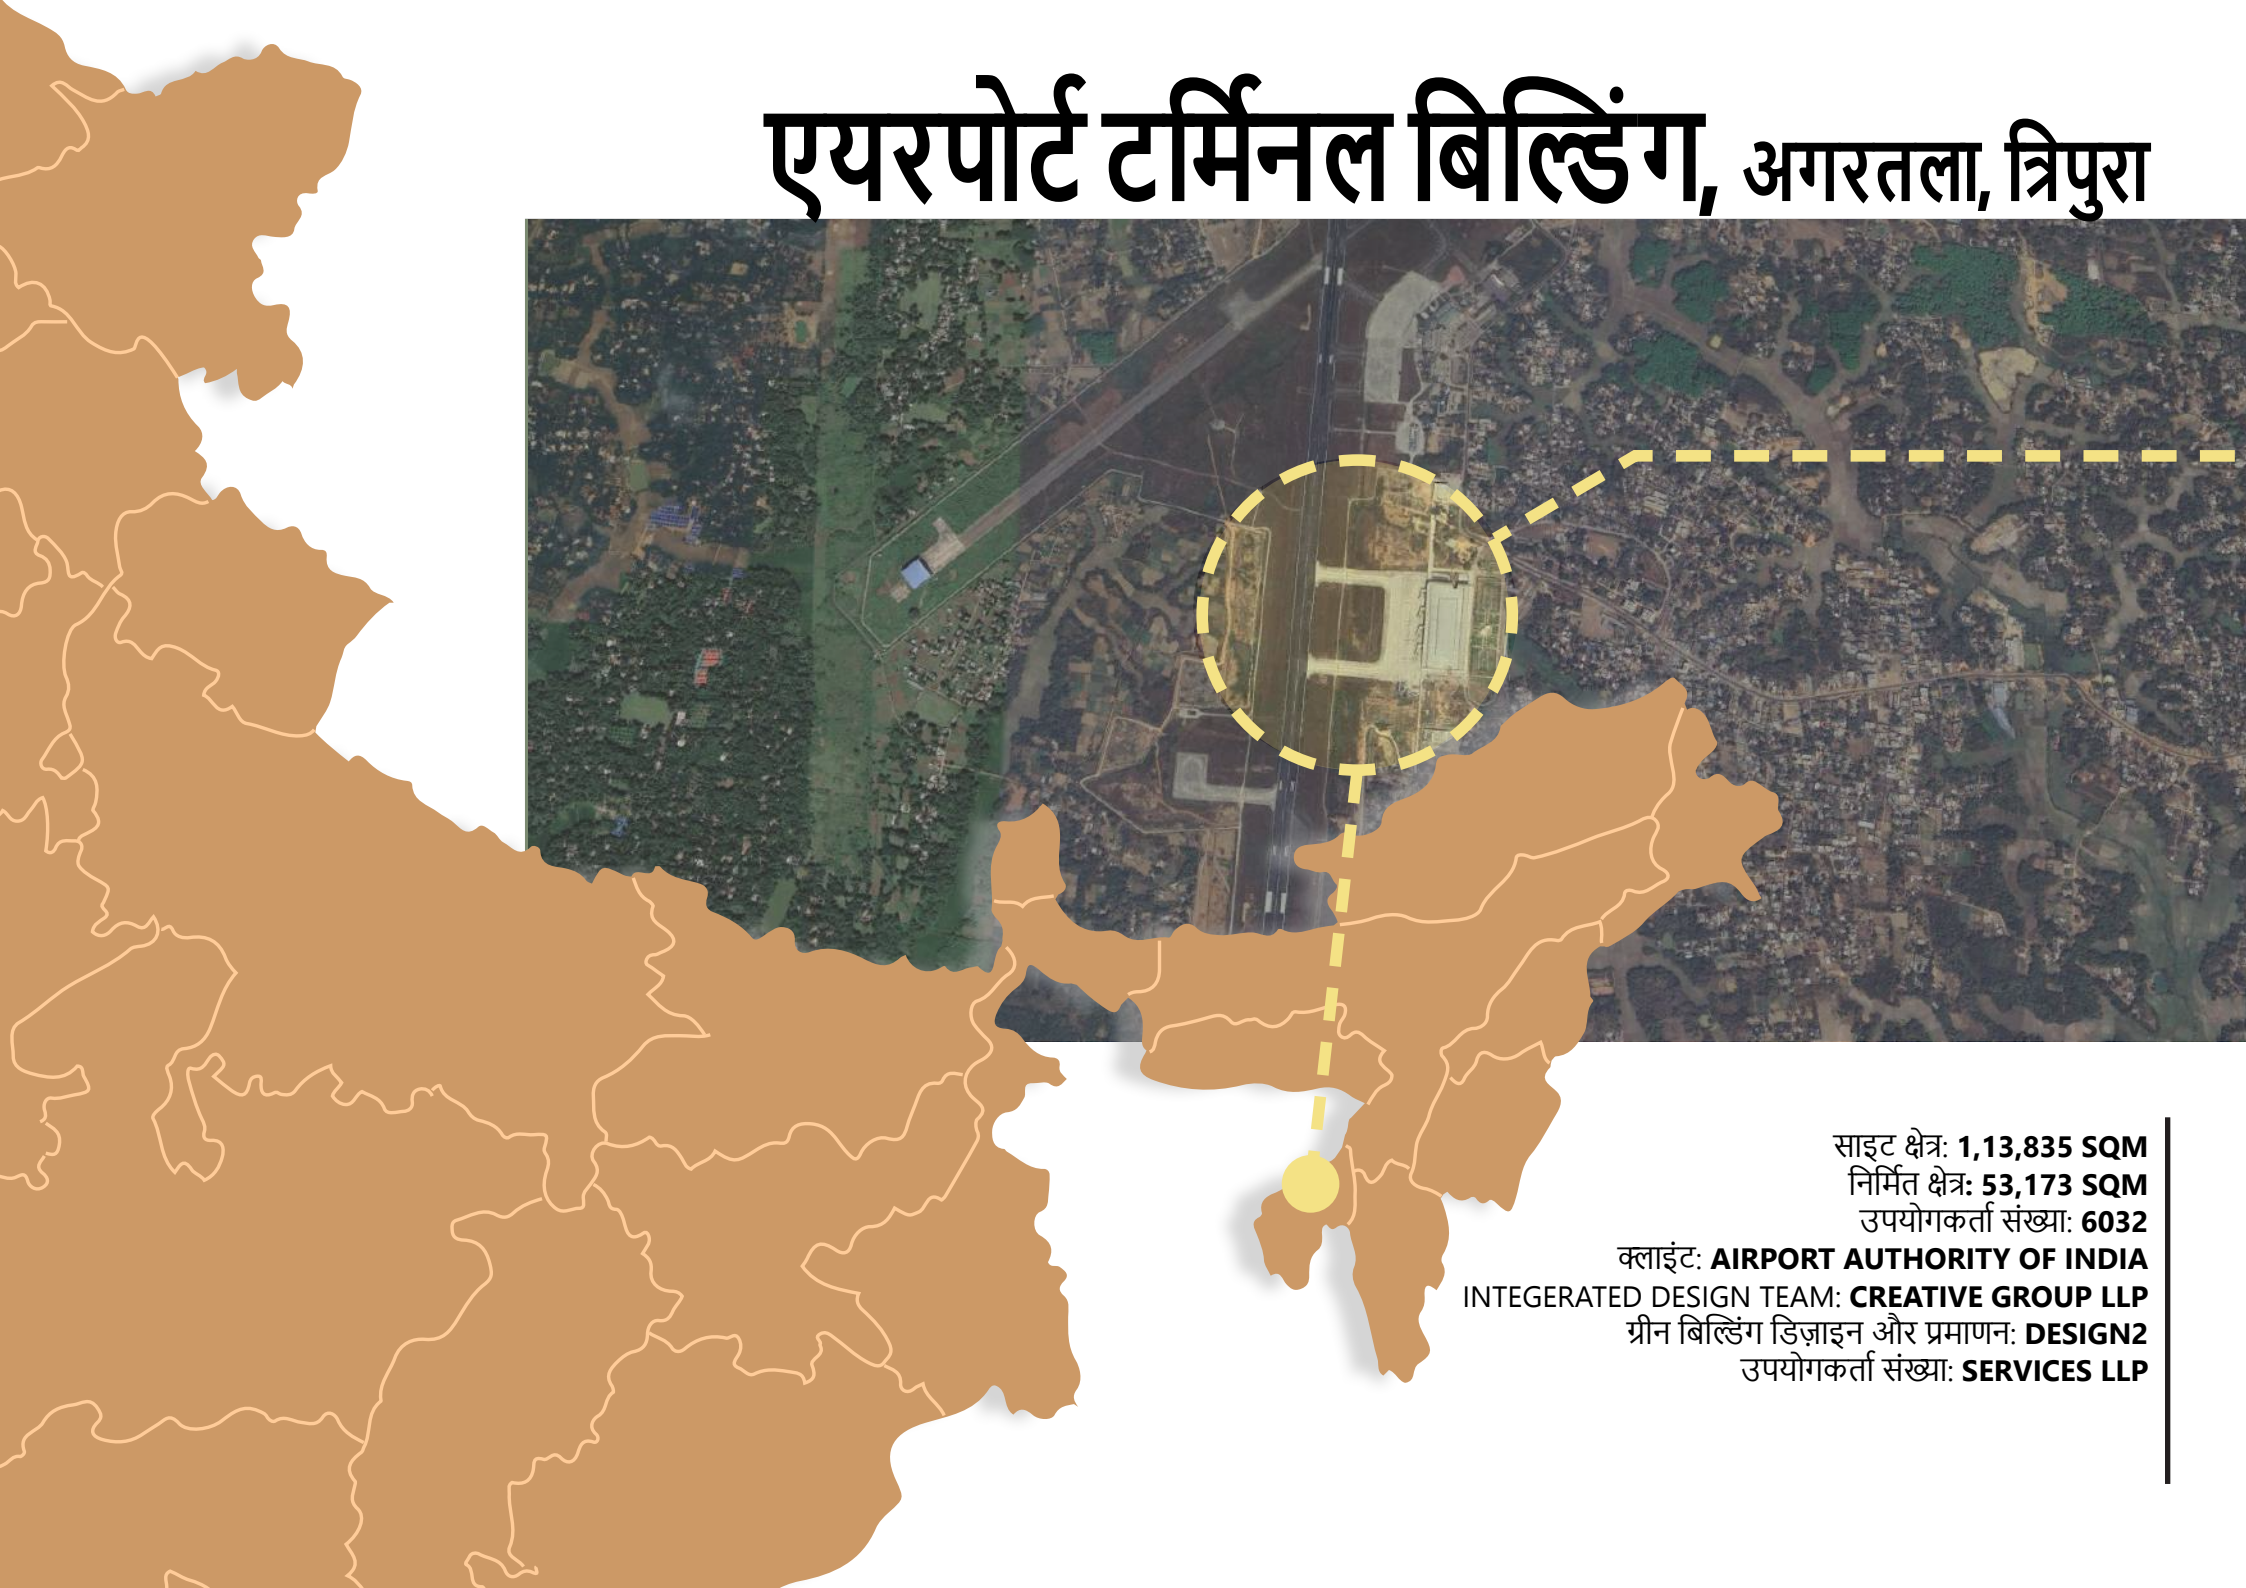 एयरपोर्ट टर्मिनल बिल्डिंग, अगरतला, त्रिपुरा
साइट क्षेत्र: 1,13,835 SQM
निर्मित क्षेत्र: 53,173 SQM
उपयोगकर्ता संख्या: 6032
क्लाइंट: AIRPORT AUTHORITY OF INDIA
INTEGERATED DESIGN TEAM: CREATIVE GROUP LLP
ग्रीन बिल्डिंग डिज़ाइन और प्रमाणन: DESIGN2
उपयोगकर्ता संख्या: SERVICES LLP